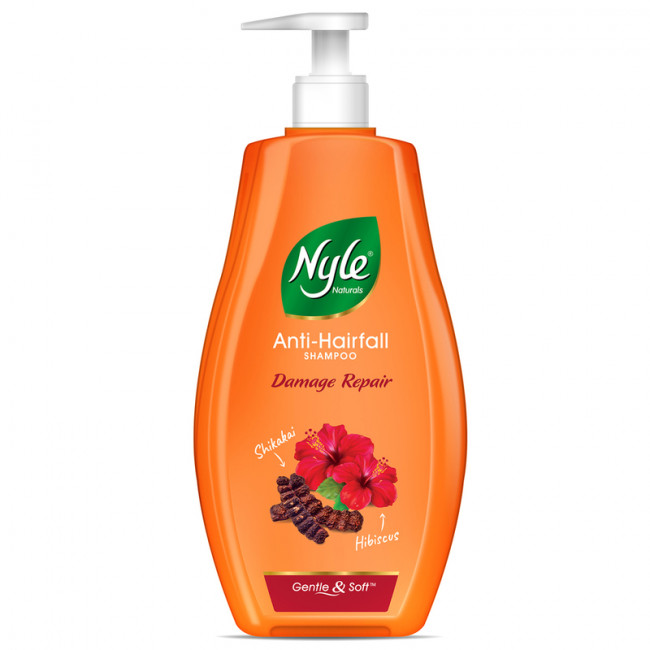 Nyle®
Naturals
Anti-Hairfall
SHAMPOO
Damage Repair
Shikakai
Hibiscus
Gentle & Soft™